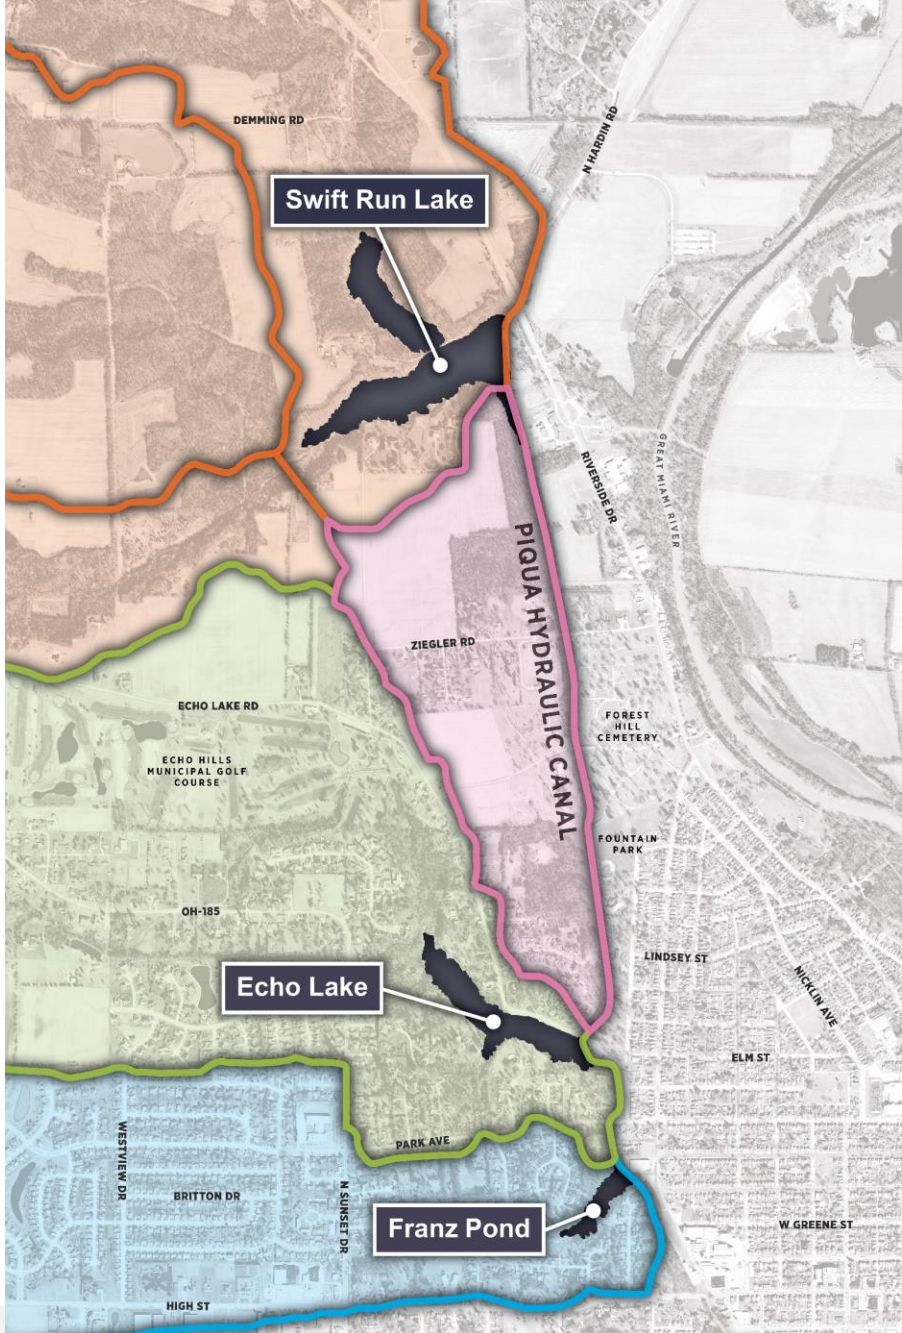 DEMMING RD
N HARDIN RD
Swift Run Lake
GREAT MIAMI RIVER
RIVERSIDE DR
PIQUA HYDRAULIC CANAL
ZIEGLER RD
ECHO LAKE RD
FOREST
HILL
CEMETERY
ECHO HILLS
MUNICIPAL GOLF
COURSE
FOUNTAIN
PARK
OH-185
LINDSEY ST
NICKLIN AVE
Echo Lake
ELM ST
PARK AVE
WESTVIEW DR
BRITTON DR
N SUNSET DR
Franz Pond
W GREENE ST
HIGH ST